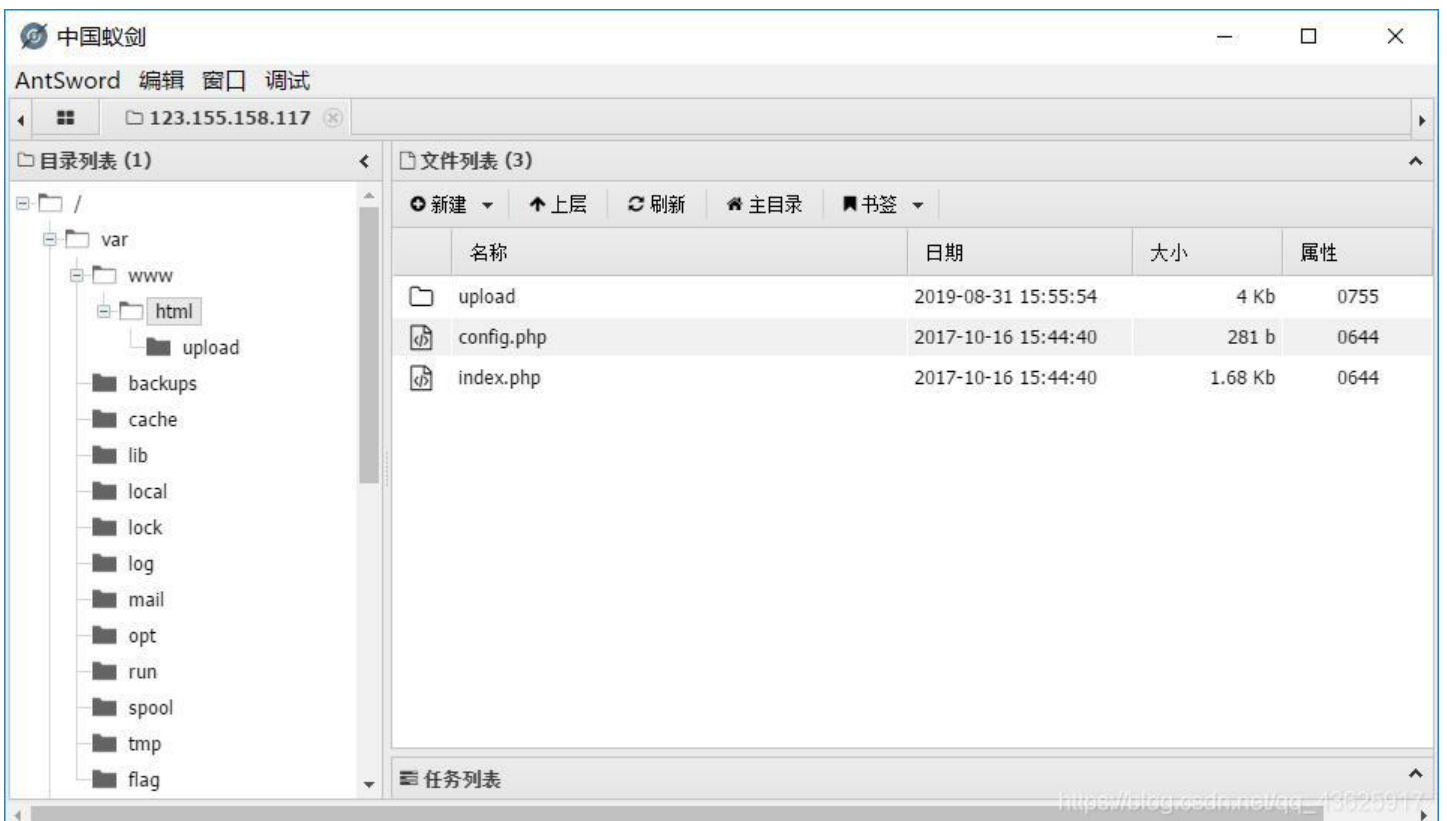 中国蚁剑
AntSword 编辑 窗口 调试
123.155.158.117
目录列表 (1)
文件列表 (3)
新建 上层 刷新 主目录 书签
名称 日期 大小 属性
upload 2019-08-31 15:55:54 4 Kb 0755
config.php 2017-10-16 15:44:40 281 b 0644
index.php 2017-10-16 15:44:40 1.68 Kb 0644
/
var
www
html
upload
backups
cache
lib
local
lock
log
mail
opt
run
spool
tmp
flag
任务列表
https://blog.csdn.net/qq_43625917